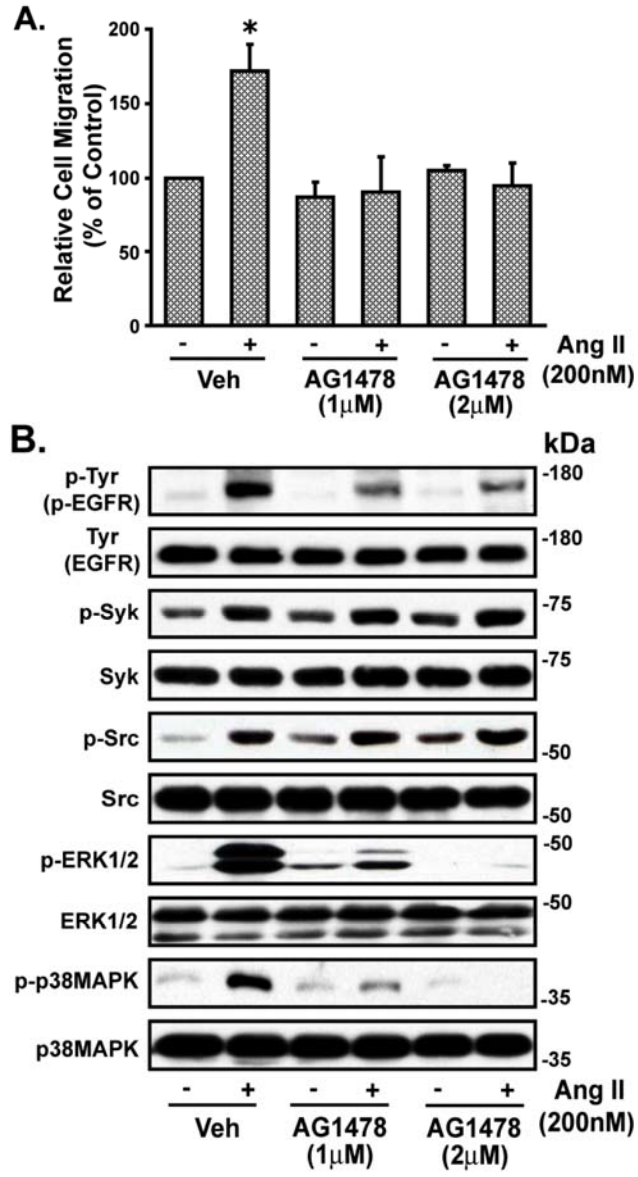 A.
Relative Cell Migration
(% of Control)
200
150
100
50
0
*
- + - + - + Ang II
Veh AG1478 AG1478 (200nM)
(1μM) (2μM)
B.
kDa
p-Tyr
(p-EGFR)
-180
Tyr
(EGFR)
-180
p-Syk
-75
Syk
-75
p-Src
-50
Src
-50
p-ERK1/2
-50
ERK1/2
-50
p-p38MAPK
-35
p38MAPK
-35
- + - + - + Ang II
Veh AG1478 AG1478 (200nM)
(1μM) (2μM)